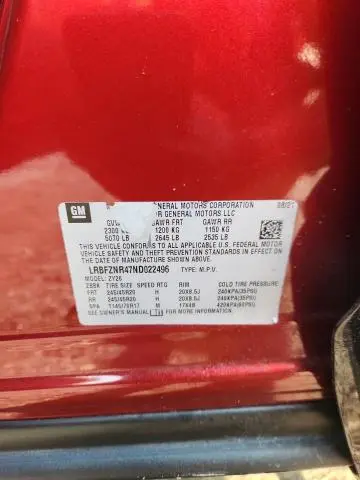 GM
GENERAL MOTORS CORPORATION 08/21
OR GENERAL MOTORS LLC
GAWR FRT GAWR RR
2300 1200 KG 1150 KG
5070 LB 2645 LB 2535 LB
THIS VEHICLE CONFORMS TO ALL APPLICABLE U.S. FEDERAL MOTOR
VEHICLE SAFETY, BUMPER, AND THEFT PREVENTION STANDARDS IN EFFECT ON THE
DATE OF MANUFACTURE SHOWN ABOVE.
LRBFZNR47ND022496 TYPE: M.P.V.
MODEL: ZY26
TIRE SIZE SPEED RTG RIM COLD TIRE PRESSURE
FRT 245/45R20 H 20X8.5J 240KPA(35PSI)
RR 245/45R20 H 20X8.5J 240KPA(35PSI)
SPA T145/70R17 M 17X4B 420KPA(60PSI)
SEE OWNER'S MANUAL FOR MORE INFORMATION.